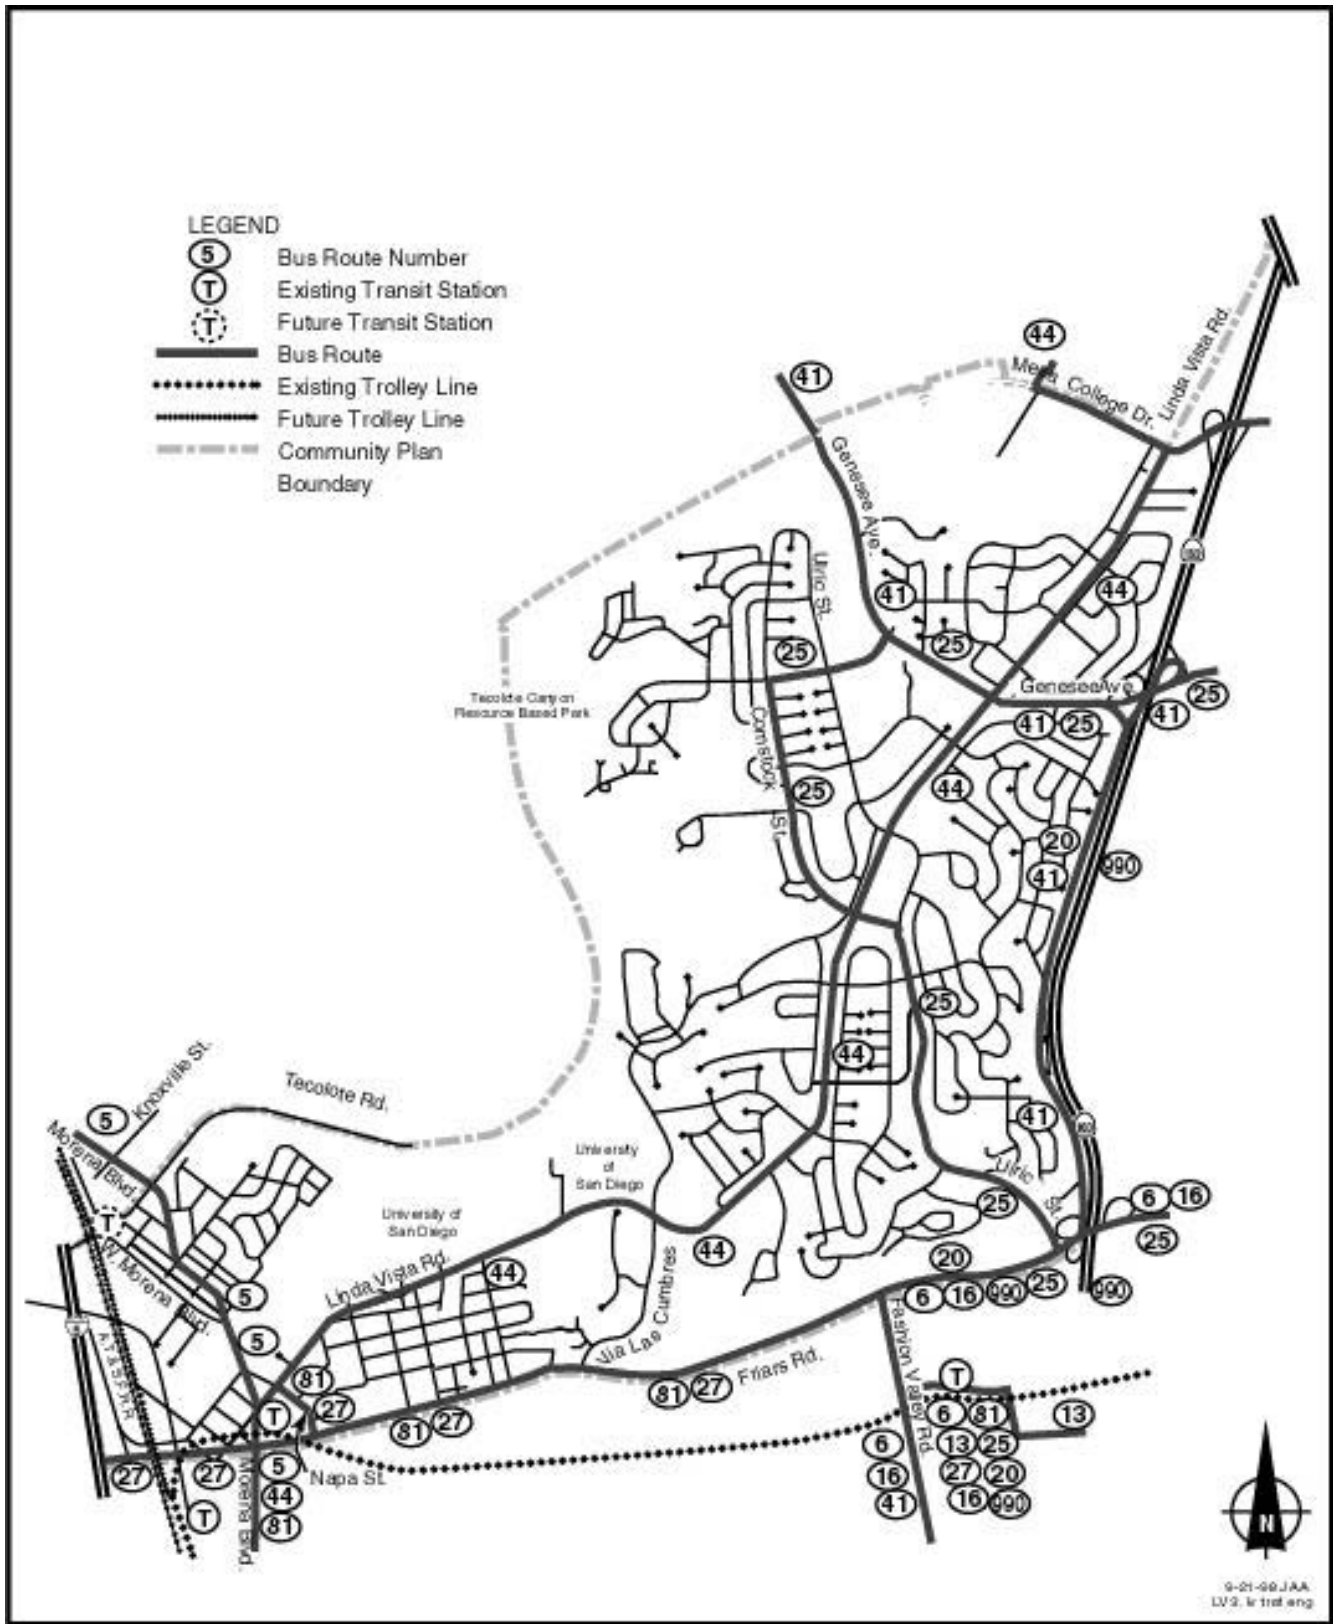 LEGEND
5 Bus Route Number
T Existing Transit Station
T Future Transit Station
Bus Route
Existing Trolley Line
Future Trolley Line
Community Plan
Boundary
44
Mesa College Dr.
Linda Vista Rd.
41
Genesee Ave.
Ulric St.
41
44
25
25
Genesee Ave.
25
41
41
25
Tecolote Canyon
Resource Based Park
Comstock St.
25
44
20
41
990
25
44
41
Knoxville St.
Tecolote Rd.
5
Morena Blvd.
University
of
San Diego
University of
San Diego
Ulric St.
25
6
16
25
T
W. Morena Blvd.
5
Linda Vista Rd.
44
44
20
6
16
990
25
990
Via Las Cumbres
Friars Rd.
Fashion Valley Rd.
A.T.&S.F. R.R.
5
81
T
27
81
27
81
27
T
6
81
13
13
25
27
20
16
990
6
16
41
27
27
5
44
81
Napa St.
Morena Blvd.
T
N